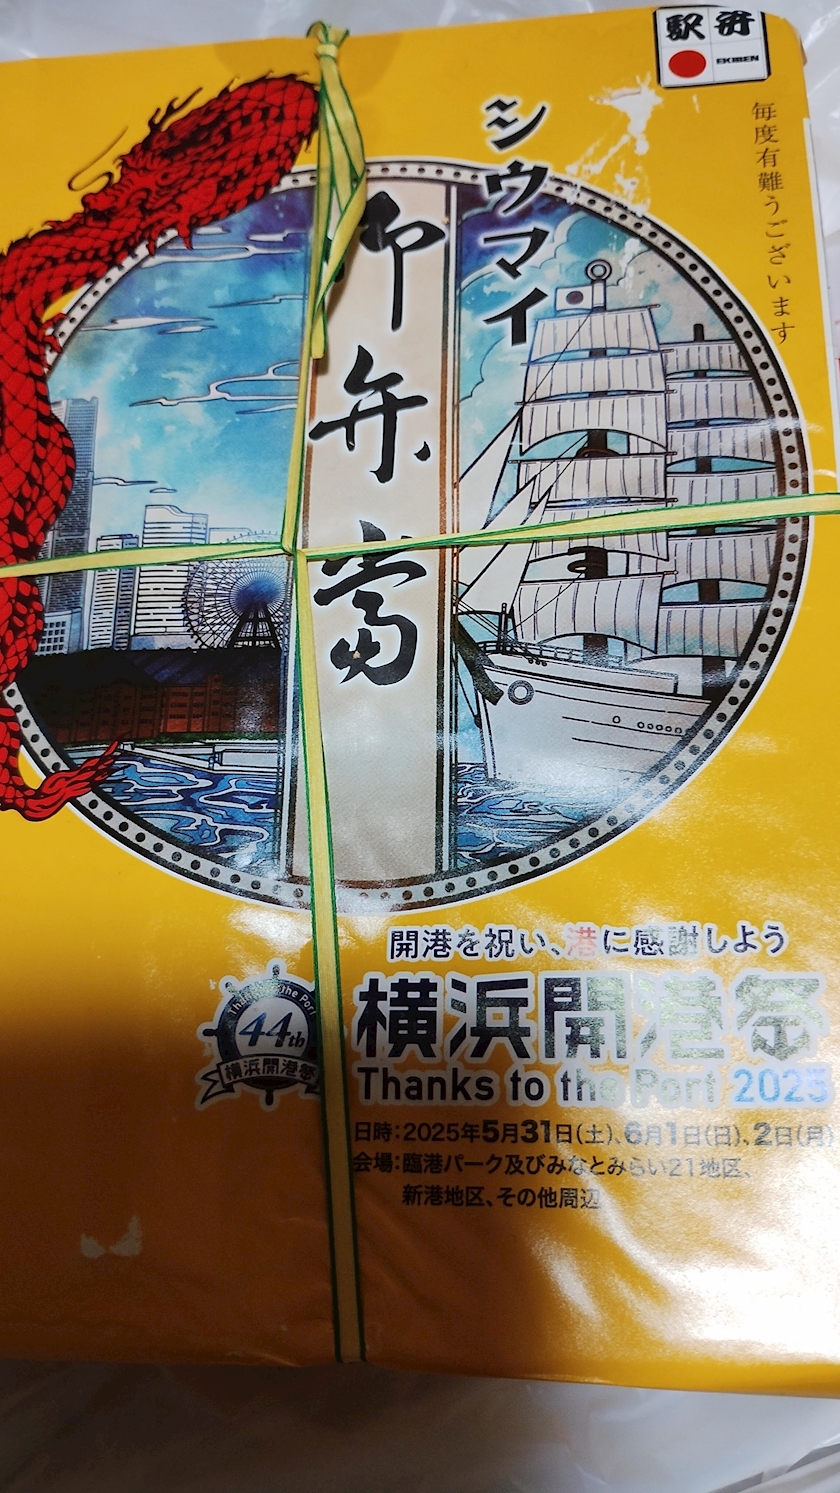 駅弁
EKIBEN
毎度有難うございます
シウマイ
御弁當
開港を祝い、港に感謝しよう
Thanks to the Port
44th
横浜開港祭
横浜開港祭
Thanks to the Port 2025
日時：2025年5月31日(土)、6月1日(日)、2日(月)
会場：臨港パーク及びみなとみらい21地区、
新港地区、その他周辺